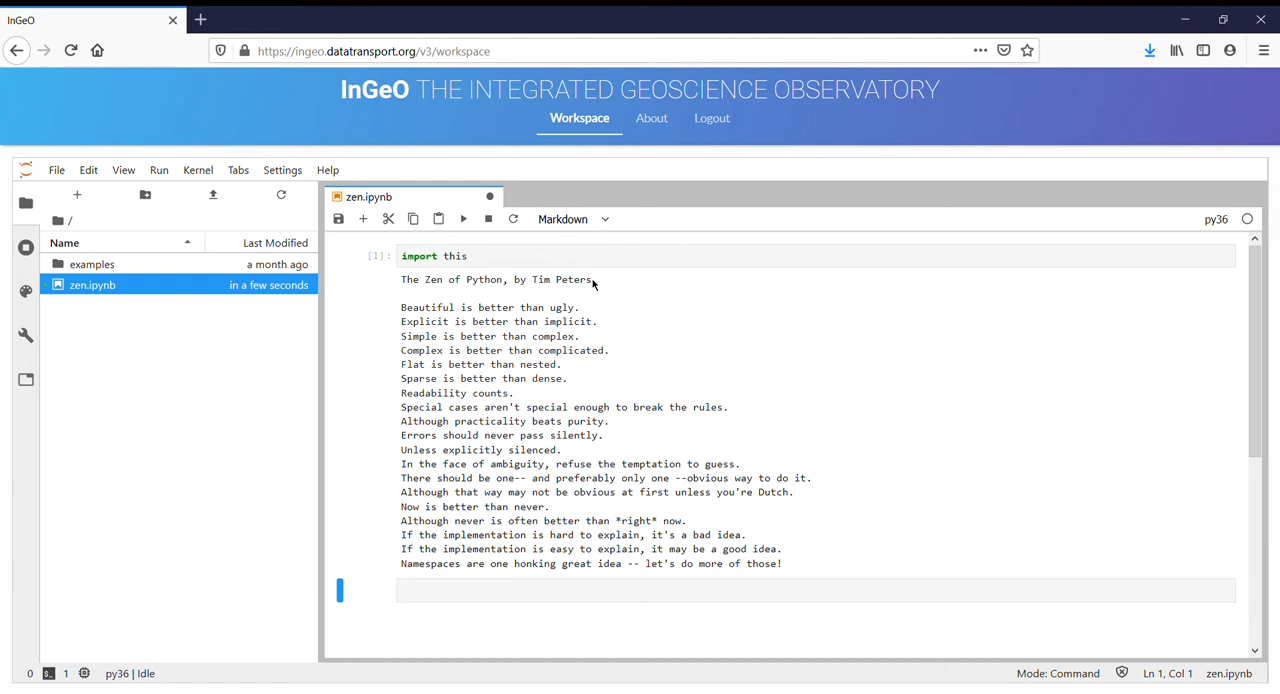 InGeO
https://ingeo.datatransport.org/v3/workspace
InGeO THE INTEGRATED GEOSCIENCE OBSERVATORY
Workspace About Logout
File Edit View Run Kernel Tabs Settings Help
/
Name Last Modified
examples a month ago
zen.ipynb in a few seconds
zen.ipynb
Markdown py36
[1]: import this
The Zen of Python, by Tim Peters
Beautiful is better than ugly.
Explicit is better than implicit.
Simple is better than complex.
Complex is better than complicated.
Flat is better than nested.
Sparse is better than dense.
Readability counts.
Special cases aren't special enough to break the rules.
Although practicality beats purity.
Errors should never pass silently.
Unless explicitly silenced.
In the face of ambiguity, refuse the temptation to guess.
There should be one-- and preferably only one --obvious way to do it.
Although that way may not be obvious at first unless you're Dutch.
Now is better than never.
Although never is often better than *right* now.
If the implementation is hard to explain, it's a bad idea.
If the implementation is easy to explain, it may be a good idea.
Namespaces are one honking great idea -- let's do more of those!
0 1 py36 | Idle Mode: Command Ln 1, Col 1 zen.ipynb